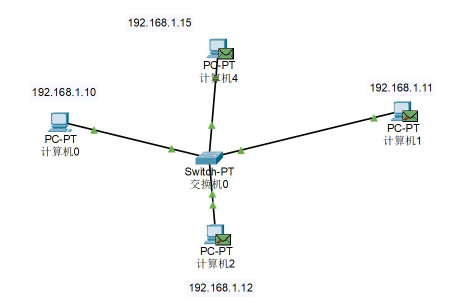 192.168.1.15
PC-PT
计算机4
192.168.1.10
192.168.1.11
PC-PT
计算机0
PC-PT
计算机1
Switch-PT
交换机0
PC-PT
计算机2
192.168.1.12